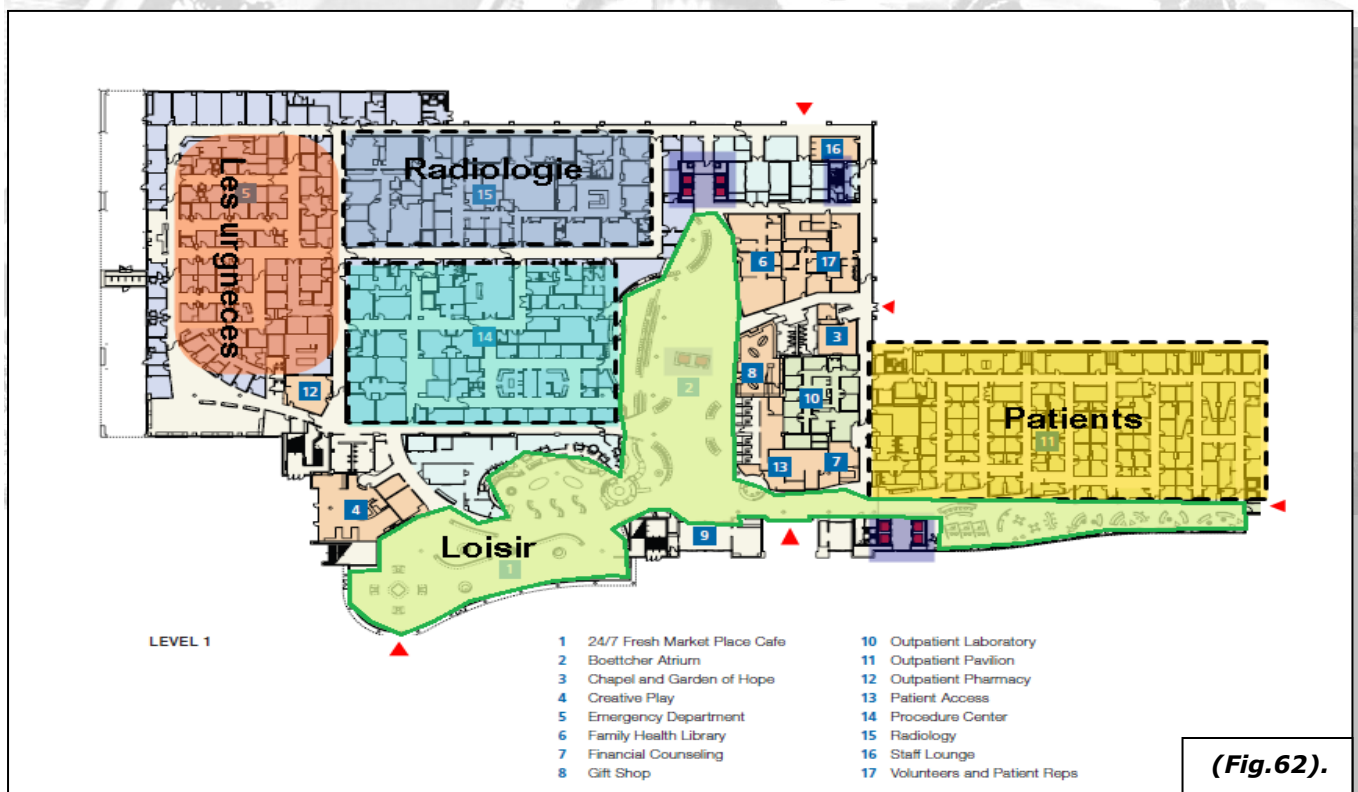 16
Radiologie
15
Les urgneces
5
6
17
3
14
2
8
12
10
Patients
11
13
7
4
9
Loisir
1
LEVEL 1
1 24/7 Fresh Market Place Cafe
2 Boettcher Atrium
3 Chapel and Garden of Hope
4 Creative Play
5 Emergency Department
6 Family Health Library
7 Financial Counseling
8 Gift Shop
10 Outpatient Laboratory
11 Outpatient Pavilion
12 Outpatient Pharmacy
13 Patient Access
14 Procedure Center
15 Radiology
16 Staff Lounge
17 Volunteers and Patient Reps
(Fig.62).